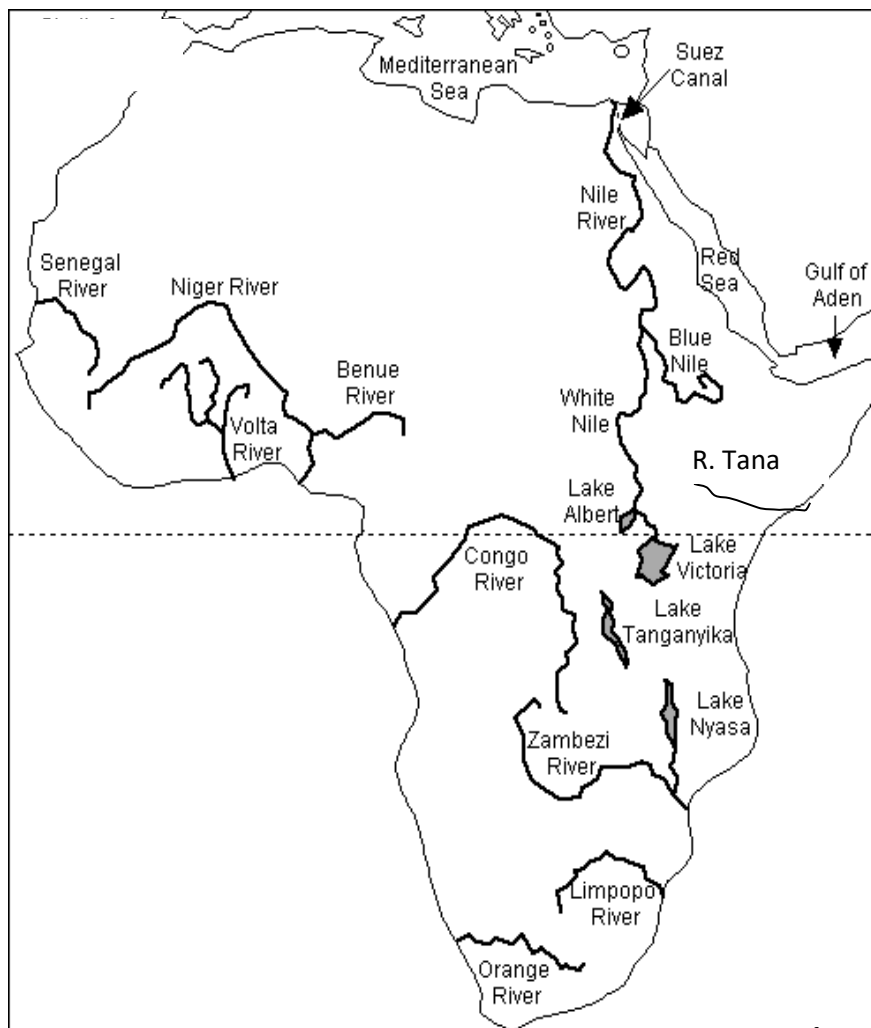 Mediterranean
Sea
Suez
Canal
Nile
River
Red
Sea
Gulf of
Aden
Senegal
River
Niger River
Benue
River
Volta
River
Blue
Nile
White
Nile
R. Tana
Lake
Albert
Congo
River
Lake
Victoria
Lake
Tanganyika
Lake
Nyasa
Zambezi
River
Limpopo
River
Orange
River